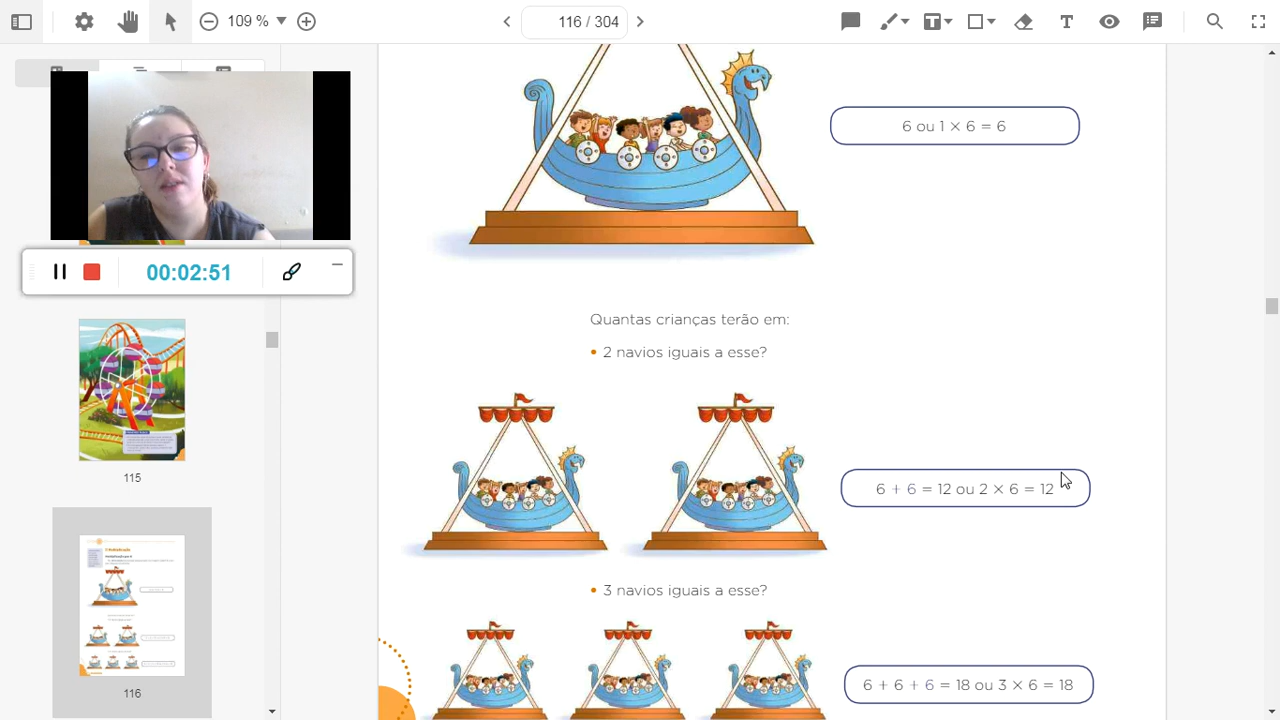 109 %
116 / 304
00:02:51
115
116
6 ou 1 × 6 = 6
Quantas crianças terão em:
• 2 navios iguais a esse?
6 + 6 = 12 ou 2 × 6 = 12
• 3 navios iguais a esse?
6 + 6 + 6 = 18 ou 3 × 6 = 18